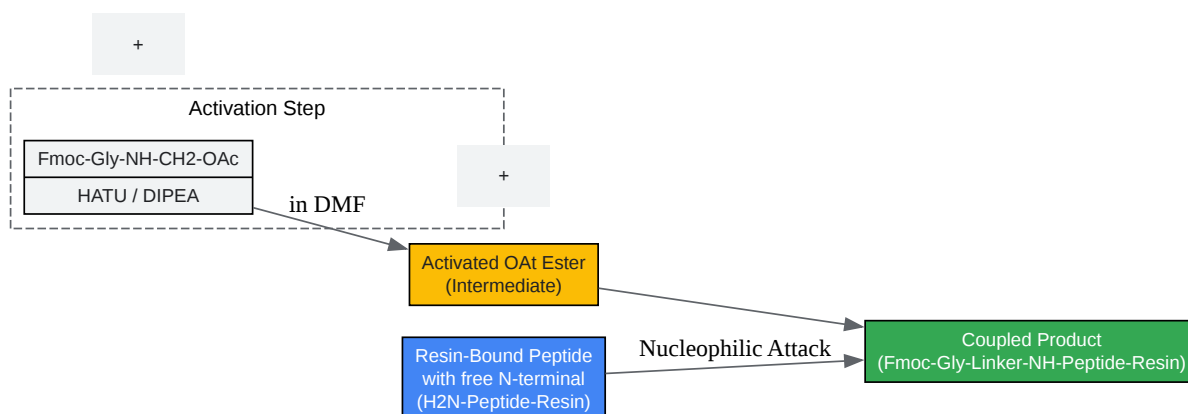 +
Activation Step
Fmoc-Gly-NH-CH2-OAc
HATU / DIPEA
+
in DMF
Activated OAt Ester
(Intermediate)
Resin-Bound Peptide
with free N-terminal
(H2N-Peptide-Resin)
Nucleophilic Attack
Coupled Product
(Fmoc-Gly-Linker-NH-Peptide-Resin)